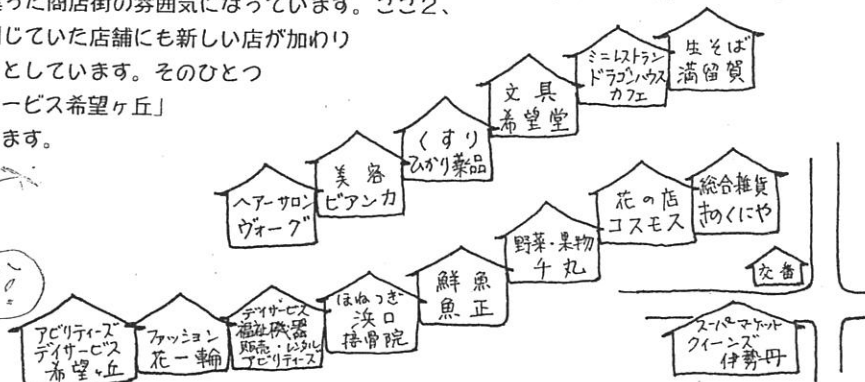 った商店街の雰囲気になっています。ここ2、
じていた店舗にも新しい店が加わり
としています。そのひとつ
ービス希望ヶ丘」
ます。
生そば
満留賀
ミニレストラン
ドラゴンハウス
カフェ
文具
希望堂
くすり
ひかり薬品
美容
ビアンカ
ヘアーサロン
ヴォーグ
総合雑貨
きのくにや
花の店
コスモス
野菜・果物
千丸
鮮魚
魚正
ほねつぎ
浜口
接骨院
デイサービス
福祉機器
販売・レンタル
アビリティーズ
ファッション
花一輪
アビリティーズ
デイサービス
希望ヶ丘
交番
スーパーマーケット
クイーンズ
伊勢丹